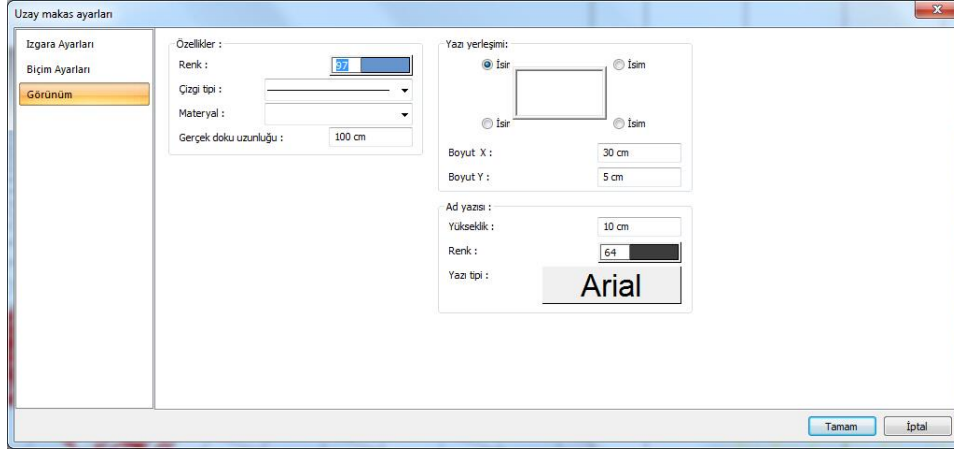 Uzay makas ayarları
x
Izgara Ayarları
Biçim Ayarları
Görünüm
Özellikler :
Renk : 97
Çizgi tipi :
Materyal :
Gerçek doku uzunluğu : 100 cm
Yazı yerleşimi:
İsir İsim
İsir İsim
Boyut X : 30 cm
Boyut Y : 5 cm
Ad yazısı :
Yükseklik : 10 cm
Renk : 64
Yazı tipi : Arial
Tamam İptal